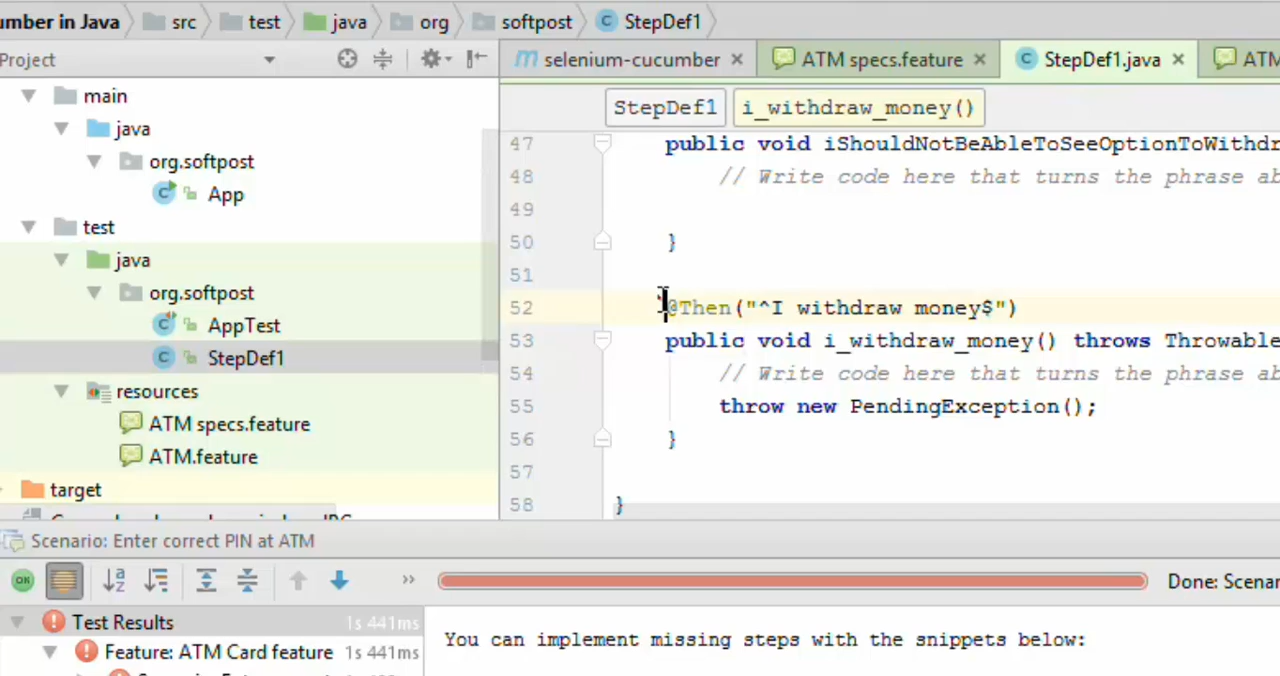 umber in Java src test java org softpost StepDef1
Project
selenium-cucumber ATM specs.feature StepDef1.java ATM
main
java
org.softpost
App
test
java
org.softpost
AppTest
StepDef1
resources
ATM specs.feature
ATM.feature
target
StepDef1 i_withdraw_money()
47 public void iShouldNotBeAbleToSeeOptionToWithdr
48 // Write code here that turns the phrase ab
49
50 }
51
52 @Then("^I withdraw money$")
53 public void i_withdraw_money() throws Throwable
54 // Write code here that turns the phrase ab
55 throw new PendingException();
56 }
57
58 }
Scenario: Enter correct PIN at ATM
OK Done: Scenar
Test Results 1s 441ms
Feature: ATM Card feature 1s 441ms
You can implement missing steps with the snippets below: